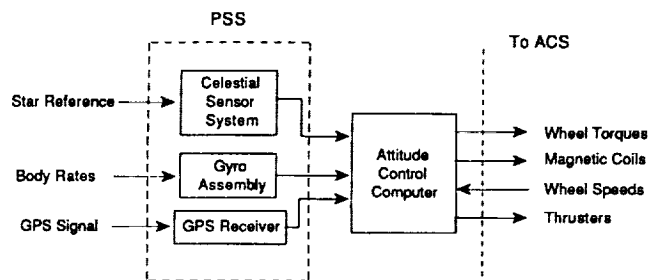 PSS
To ACS
Star Reference
Celestial
Sensor
System
Body Rates
Gyro
Assembly
GPS Signal
GPS Receiver
Attitude
Control
Computer
Wheel Torques
Magnetic Coils
Wheel Speeds
Thrusters